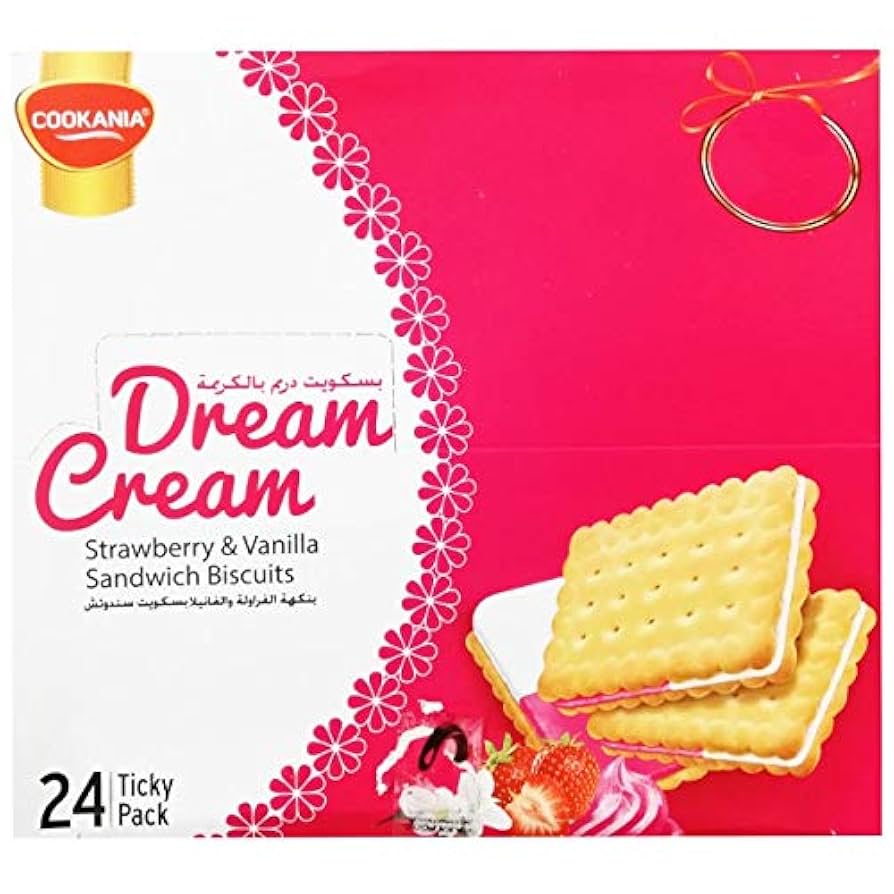 COOKANIA®
بسكويت دريم بالكريمة
Dream
Cream
Strawberry & Vanilla
Sandwich Biscuits
بنكهة الفراولة والفانيلا بسكويت سندوتش
24 Ticky
Pack